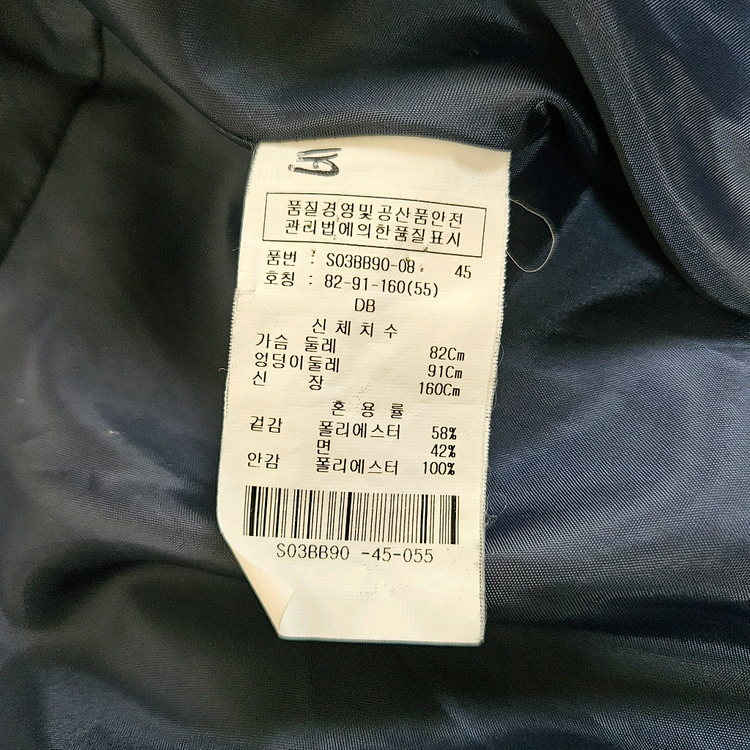 품질경영및공산품안전
관리법에의한품질표시
품번 : S03BB90-08. 45
호칭 : 82-91-160(55)
DB
신체치수
가슴 둘레 82Cm
엉덩이둘레 91Cm
신 장 160Cm
혼용률
겉감 폴리에스터 58%
면 42%
안감 폴리에스터 100%
S03BB90 -45-055